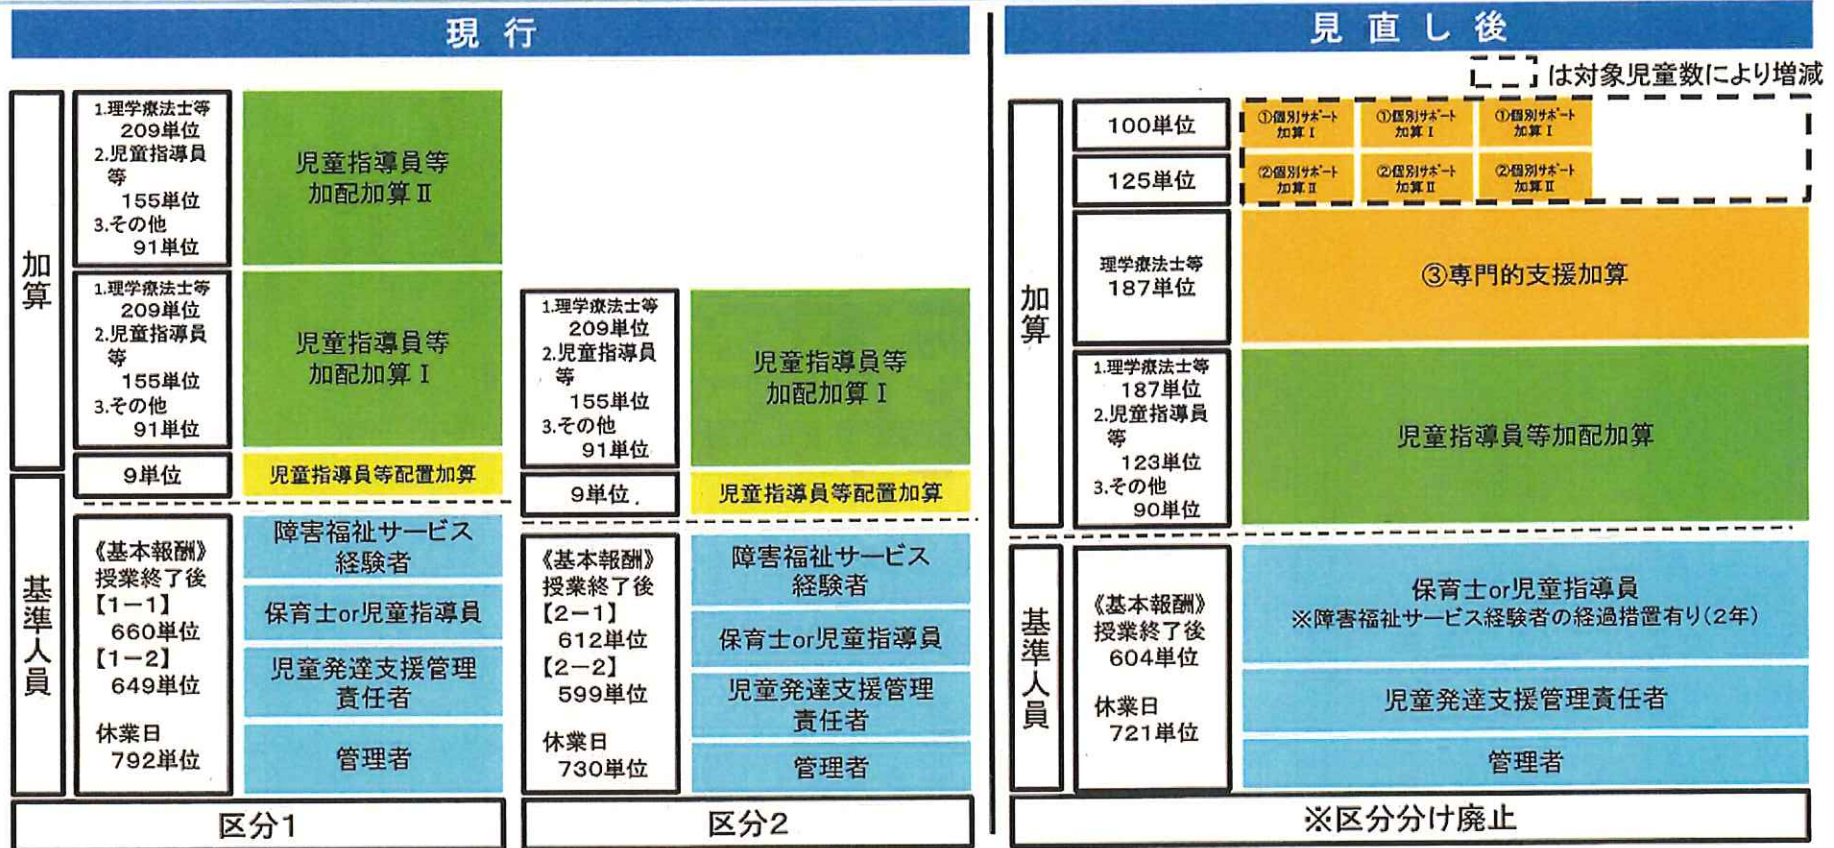 現行
加算
1.理学療法士等
209単位
2.児童指導員
等
155単位
3.その他
91単位
児童指導員等
加配加算Ⅱ
1.理学療法士等
209単位
2.児童指導員
等
155単位
3.その他
91単位
児童指導員等
加配加算Ⅰ
9単位
児童指導員等配置加算
基準人員
《基本報酬》
授業終了後
【1－1】
660単位
【1－2】
649単位
休業日
792単位
障害福祉サービス
経験者
保育士or児童指導員
児童発達支援管理
責任者
管理者
区分1
1.理学療法士等
209単位
2.児童指導員
等
155単位
3.その他
91単位
児童指導員等
加配加算Ⅰ
9単位
児童指導員等配置加算
《基本報酬》
授業終了後
【2－1】
612単位
【2－2】
599単位
休業日
730単位
障害福祉サービス
経験者
保育士or児童指導員
児童発達支援管理
責任者
管理者
区分2
見直し後
は対象児童数により増減
加算
100単位
①個別サポート
加算Ⅰ
①個別サポート
加算Ⅰ
①個別サポート
加算Ⅰ
125単位
②個別サポート
加算Ⅱ
②個別サポート
加算Ⅱ
②個別サポート
加算Ⅱ
理学療法士等
187単位
③専門的支援加算
1.理学療法士等
187単位
2.児童指導員
等
123単位
3.その他
90単位
児童指導員等加配加算
基準人員
《基本報酬》
授業終了後
604単位
休業日
721単位
保育士or児童指導員
※障害福祉サービス経験者の経過措置有り(2年)
児童発達支援管理責任者
管理者
※区分分け廃止